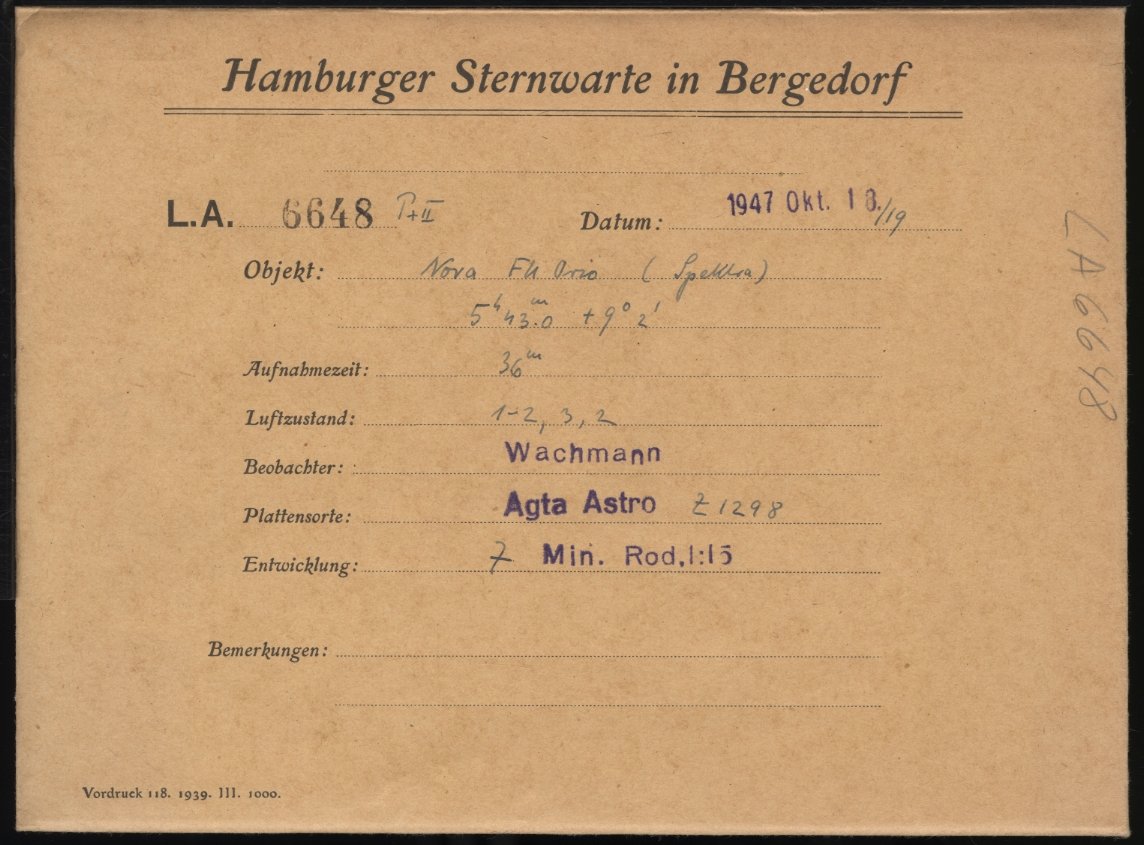 Hamburger Sternwarte in Bergedorf
L.A. 6648 P+II Datum: 1947 Okt. 18./19
Objekt: Nova FU Orio (Spektra)
5h 43m.0 +9° 2'
Aufnahmezeit: 36m
Luftzustand: 1-2, 3, 2
Beobachter: Wachmann
Plattensorte: Agfa Astro Z 1298
Entwicklung: 7 Min. Rod.1:15
Bemerkungen:
Vordruck 118. 1939. III. 1000.
LA 6648